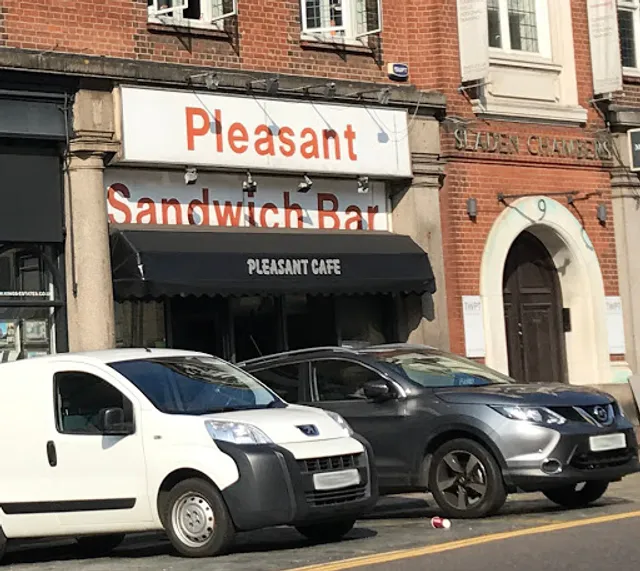 Pleasant
Sandwich Bar
PLEASANT CAFE
SLADEN CHAMBERS
9